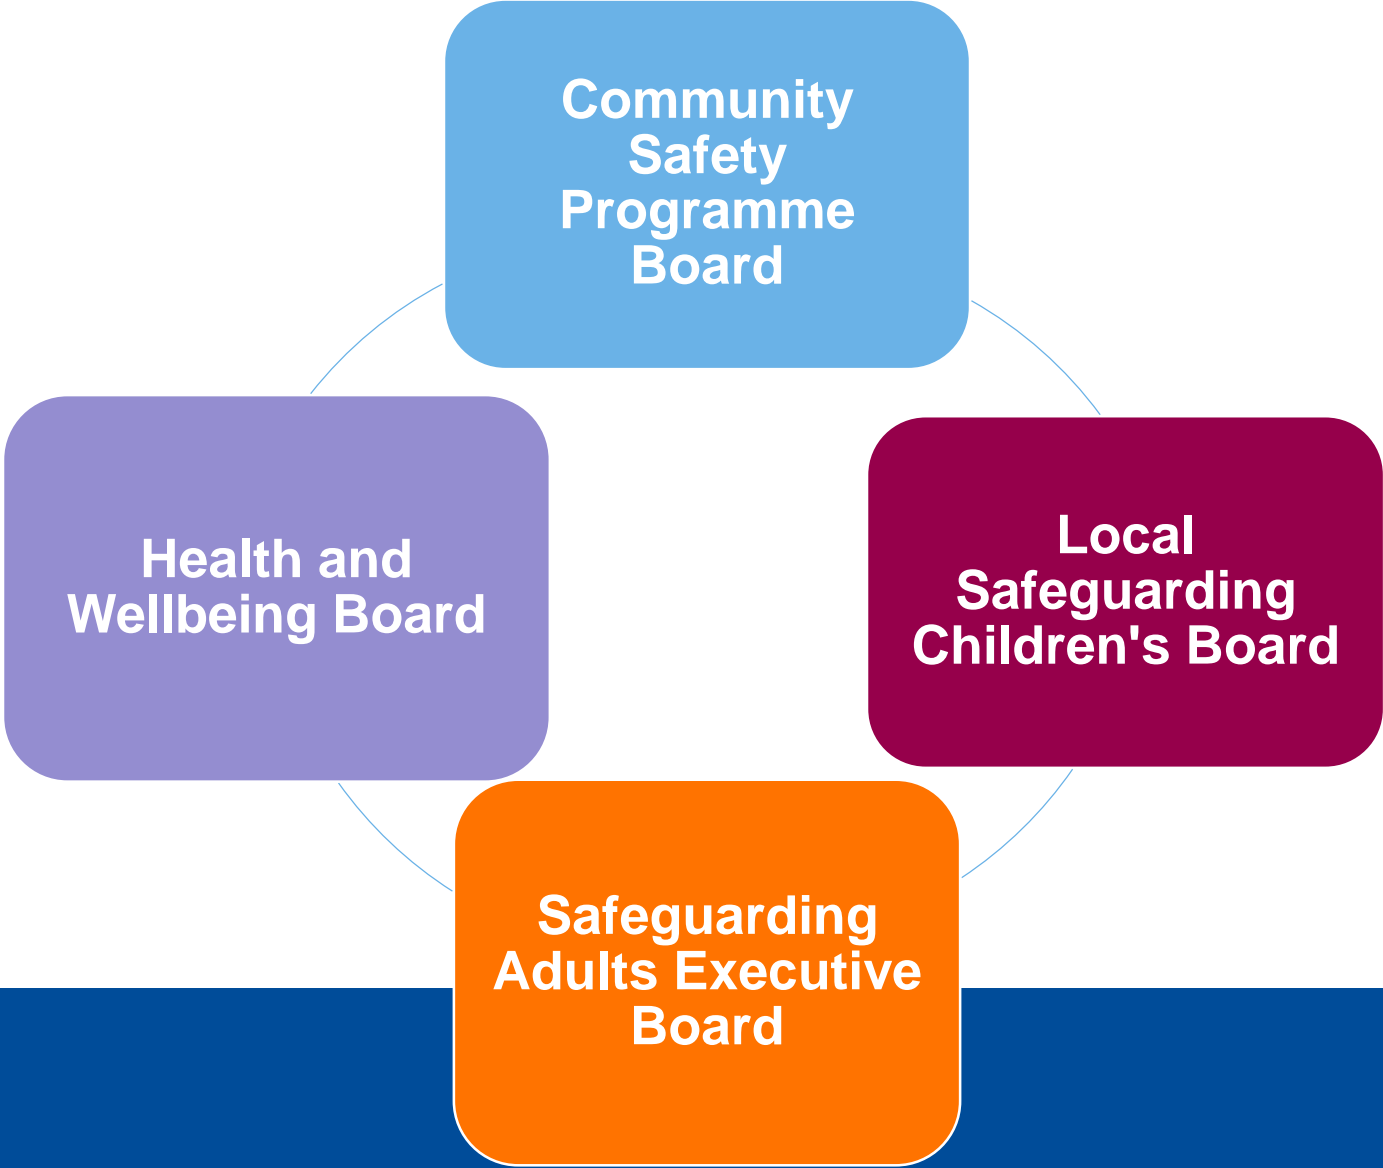 Community
Safety
Programme
Board
Health and
Wellbeing Board
Local
Safeguarding
Children's Board
Safeguarding
Adults Executive
Board